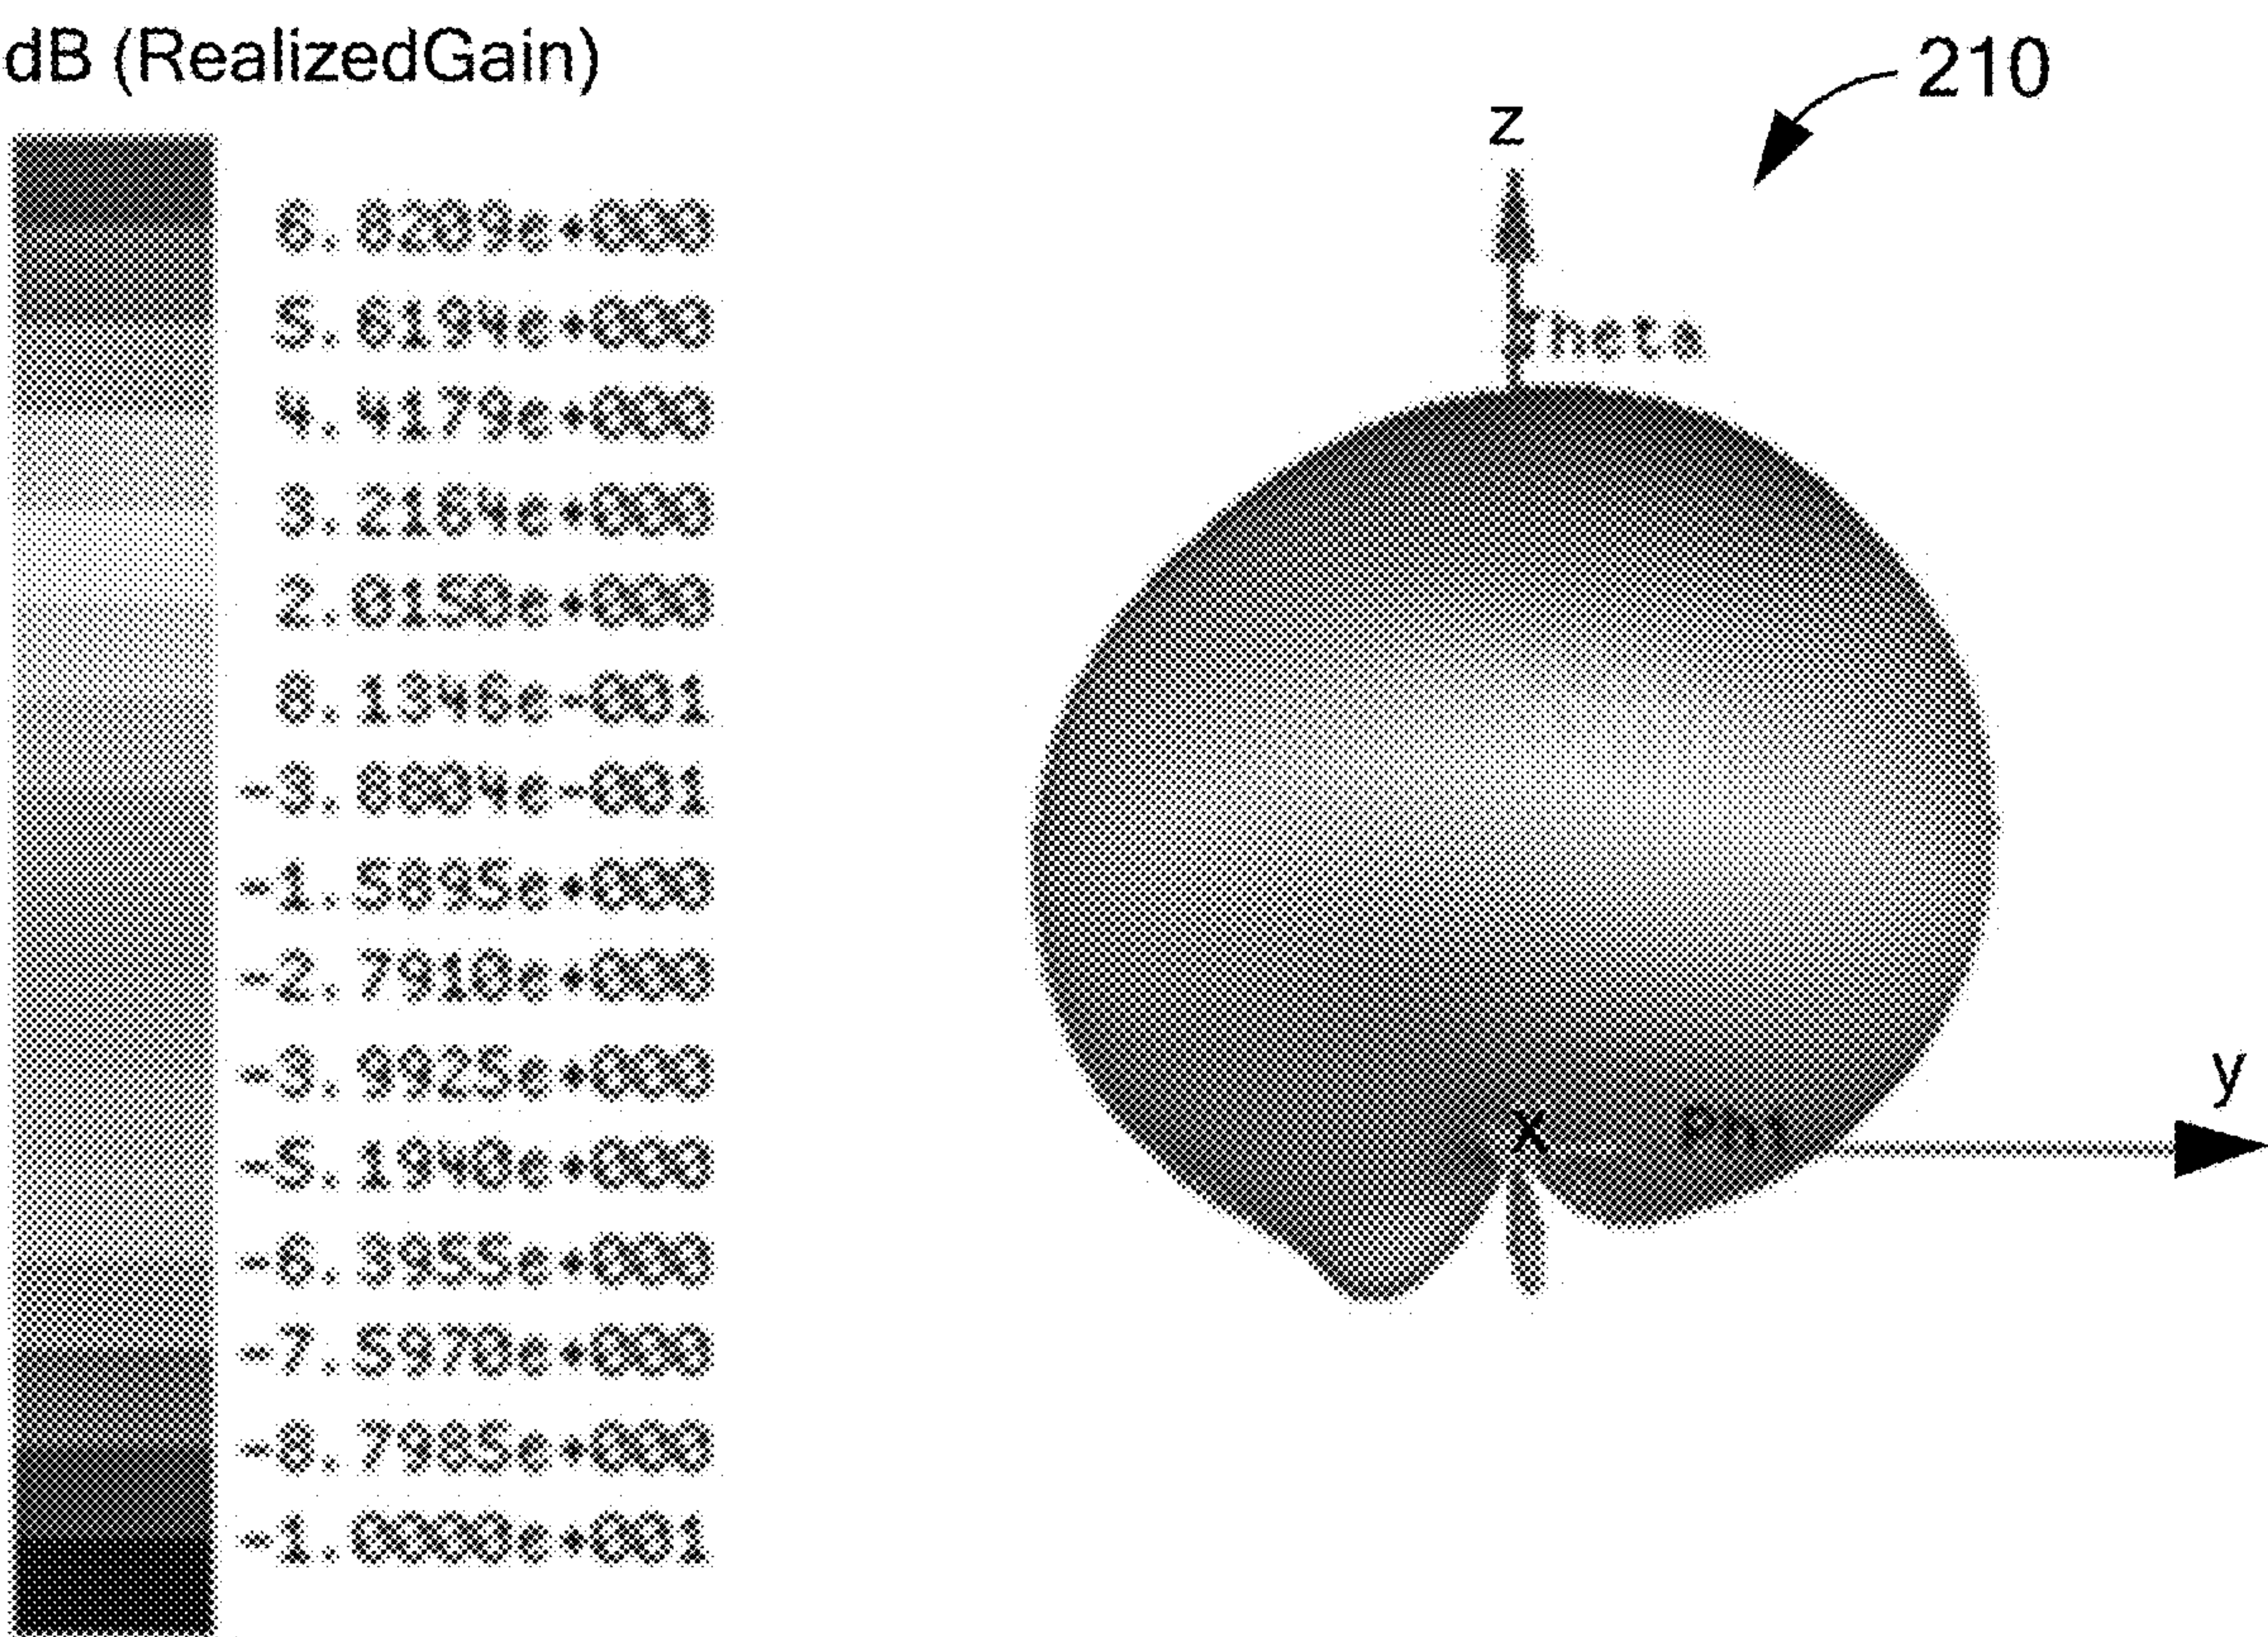 dB (RealizedGain)
210
z
6.8209e+000
Theta
5.6194e+000
4.4179e+000
3.2164e+000
2.0150e+000
8.1346e-001
-3.8804e-001
-1.5895e+000
-2.7910e+000
-3.9925e+000
y
x
Phi
-5.1940e+000
-6.3955e+000
-7.5970e+000
-8.7985e+000
-1.0000e+001